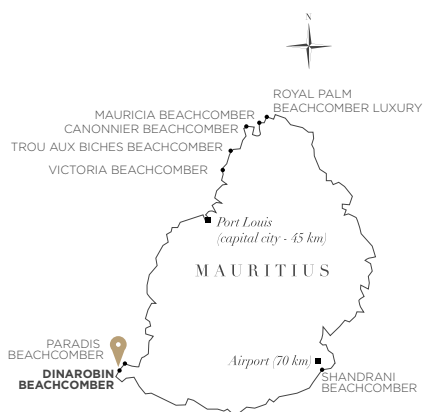 N
ROYAL PALM
BEACHCOMBER LUXURY
MAURICIA BEACHCOMBER
CANONNIER BEACHCOMBER
TROU AUX BICHES BEACHCOMBER
VICTORIA BEACHCOMBER
Port Louis
(capital city - 45 km)
MAURITIUS
PARADIS
BEACHCOMBER
DINAROBIN
BEACHCOMBER
Airport (70 km)
SHANDRANI
BEACHCOMBER